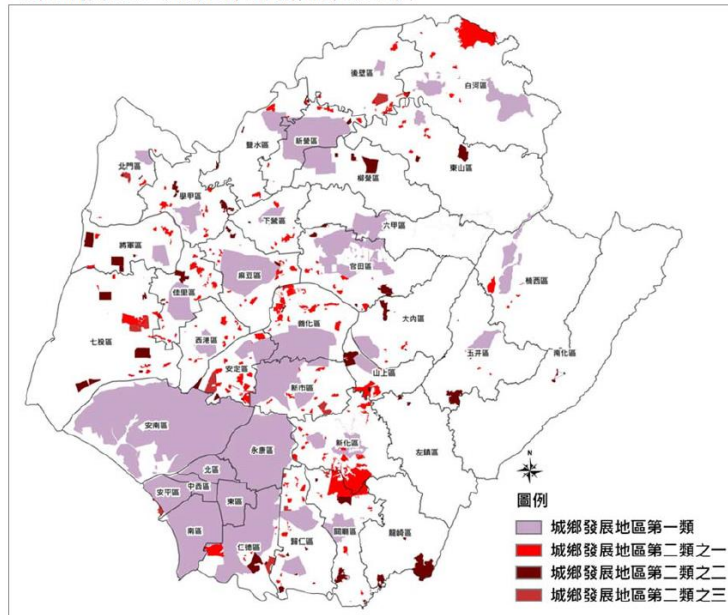 後壁區
白河區
鹽水區
新營區
北門區
柳營區
東山區
學甲區
下營區
六甲區
將軍區
官田區
麻豆區
佳里區
楠西區
大內區
善化區
七股區
西港區
玉井區
南化區
安定區
山上區
新市區
安南區
新化區
左鎮區
永康區
北區
安平區
中西區
東區
N
圖例
南區
仁德區
歸仁區
關廟區
龍崎區
城鄉發展地區第一類
城鄉發展地區第二類之一
城鄉發展地區第二類之二
城鄉發展地區第二類之三